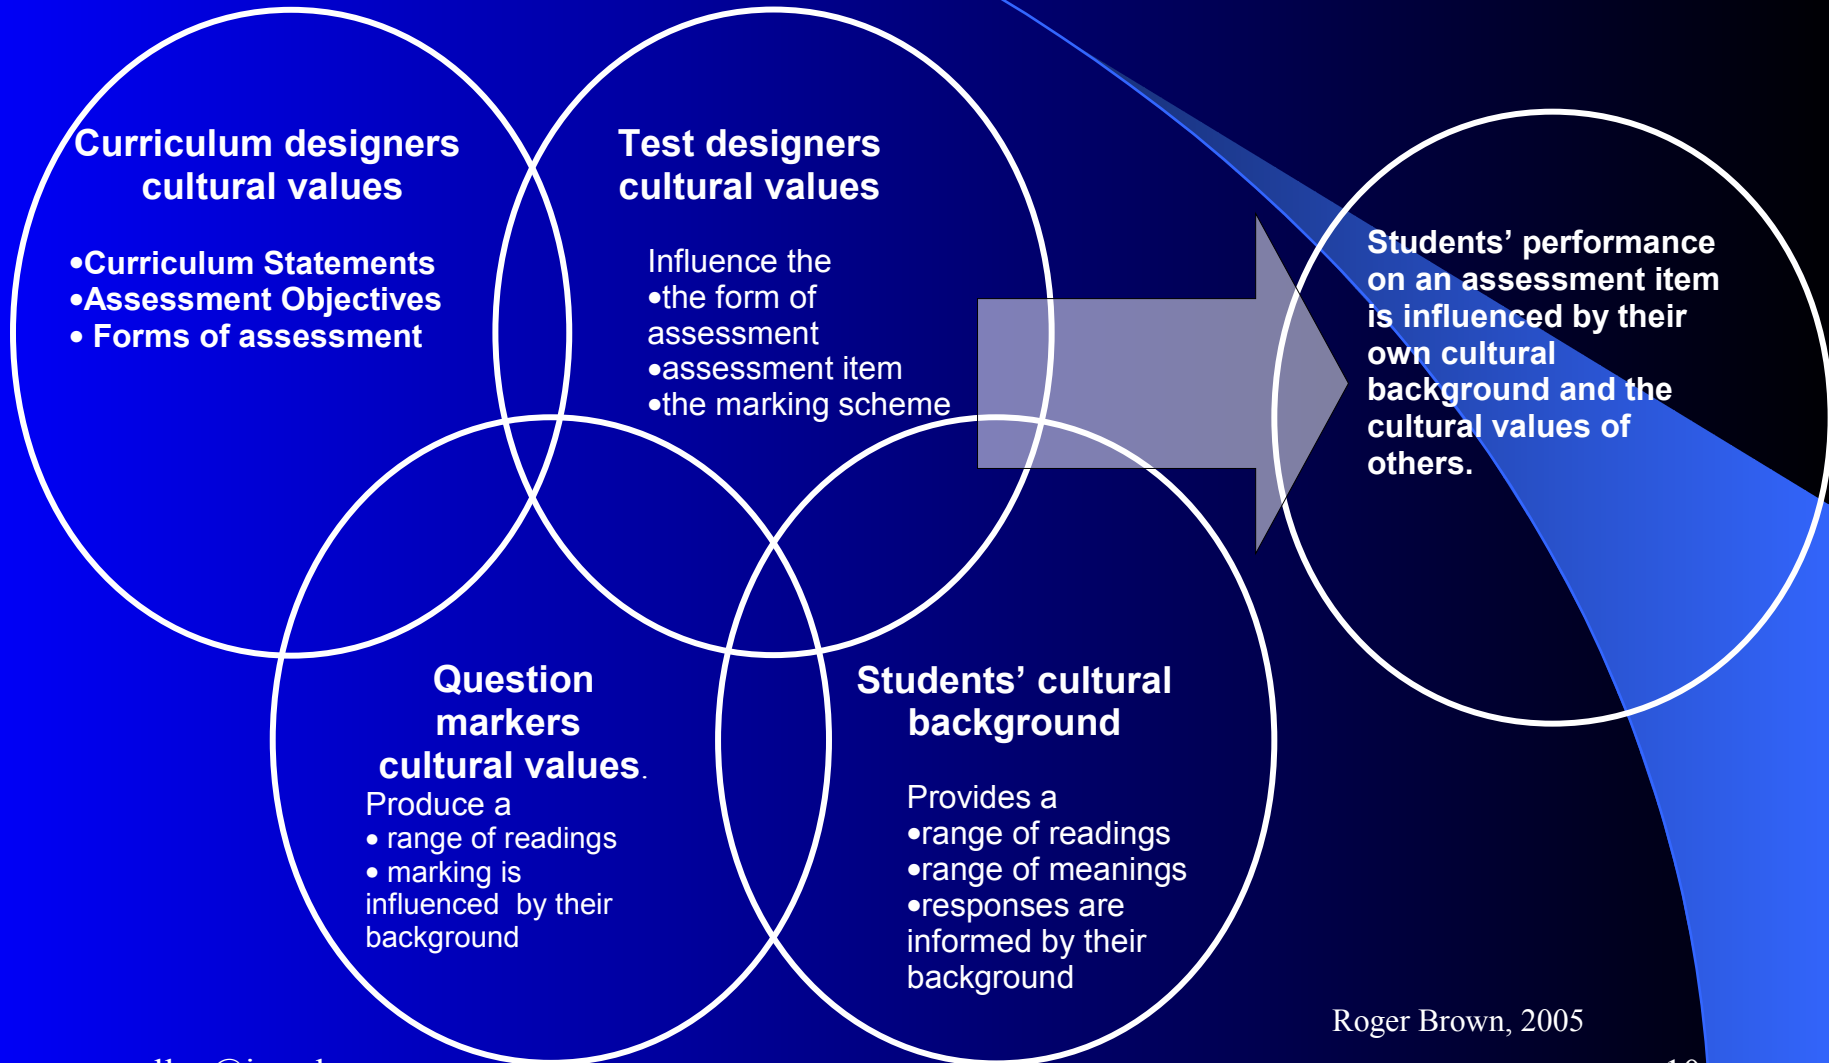 Curriculum designers
cultural values
•Curriculum Statements
•Assessment Objectives
• Forms of assessment
Test designers
cultural values
Influence the
•the form of
assessment
•assessment item
•the marking scheme
Students’ performance
on an assessment item
is influenced by their
own cultural
background and the
cultural values of
others.
Question
markers
cultural values.
Produce a
• range of readings
• marking is
influenced by their
background
Students’ cultural
background
Provides a
•range of readings
•range of meanings
•responses are
informed by their
background
Roger Brown, 2005
10